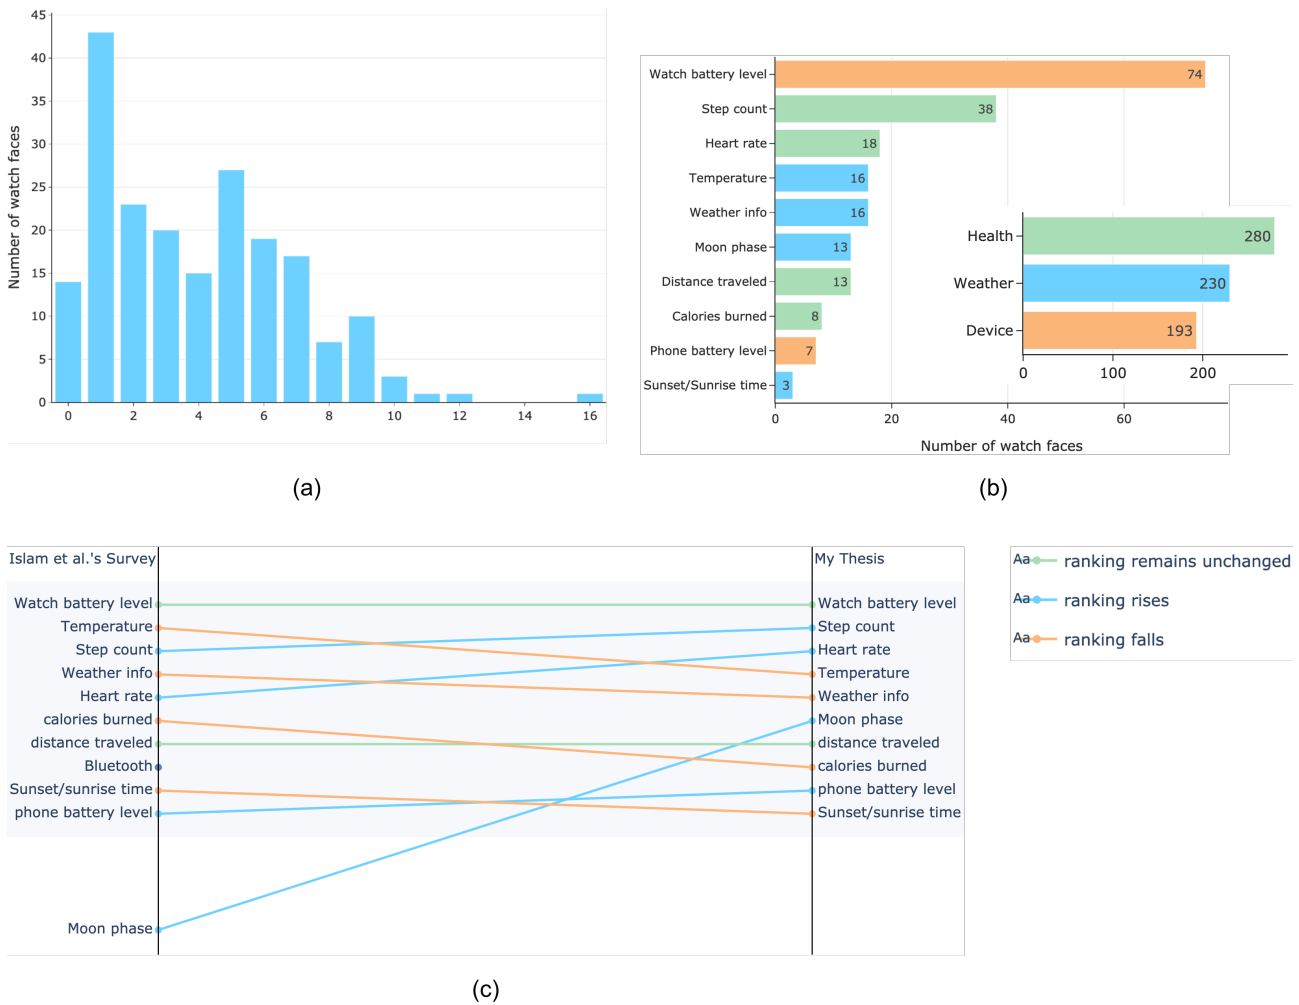 Number of watch faces
45
40
35
30
25
20
15
10
5
0
0 2 4 6 8 10 12 14 16
(a)
Watch battery level 74
Step count 38
Heart rate 18
Temperature 16
Weather info 16
Moon phase 13
Distance traveled 13
Calories burned 8
Phone battery level 7
Sunset/Sunrise time 3
0 20 40 60
Number of watch faces
Health 280
Weather 230
Device 193
0 100 200
(b)
Islam et al.'s Survey My Thesis
Watch battery level Watch battery level
Temperature Step count
Step count Heart rate
Weather info Temperature
Heart rate Weather info
calories burned Moon phase
distance traveled distance traveled
Bluetooth calories burned
Sunset/sunrise time phone battery level
phone battery level Sunset/sunrise time
Moon phase
Aa ranking remains unchanged
Aa ranking rises
Aa ranking falls
(c)